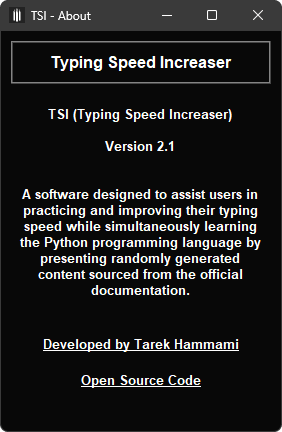 TSI - About
Typing Speed Increaser
TSI (Typing Speed Increaser)
Version 2.1
A software designed to assist users in
practicing and improving their typing
speed while simultaneously learning
the Python programming language by
presenting randomly generated
content sourced from the official
documentation.
Developed by Tarek Hammami
Open Source Code